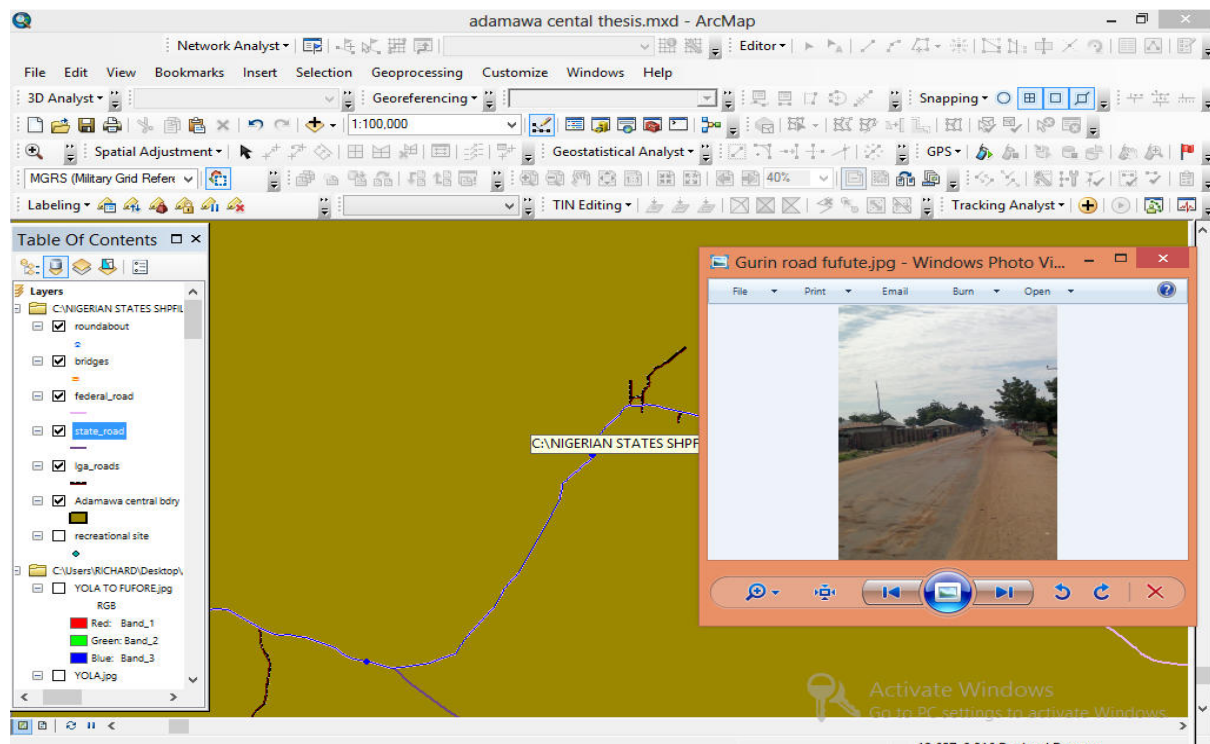 adamawa cental thesis.mxd - ArcMap
Network Analyst
Editor
File Edit View Bookmarks Insert Selection Geoprocessing Customize Windows Help
3D Analyst Georeferencing Snapping
1:100,000
Spatial Adjustment Geostatistical Analyst GPS
MGRS (Military Grid Refere 40%
Labeling TIN Editing Tracking Analyst
Table Of Contents
Layers
C:\NIGERIAN STATES SHPFIL
roundabout
bridges
federal_road
state_road
lga_roads
Adamawa central bdry
recreational site
C:\Users\RICHARD\Desktop\
YOLA TO FUFORE.jpg
RGB
Red: Band_1
Green: Band_2
Blue: Band_3
YOLA.jpg
C:\NIGERIAN STATES SHPF
Gurin road fufute.jpg - Windows Photo Vi...
File Print Email Burn Open
Activate Windows
Go to PC settings to activate Windows.